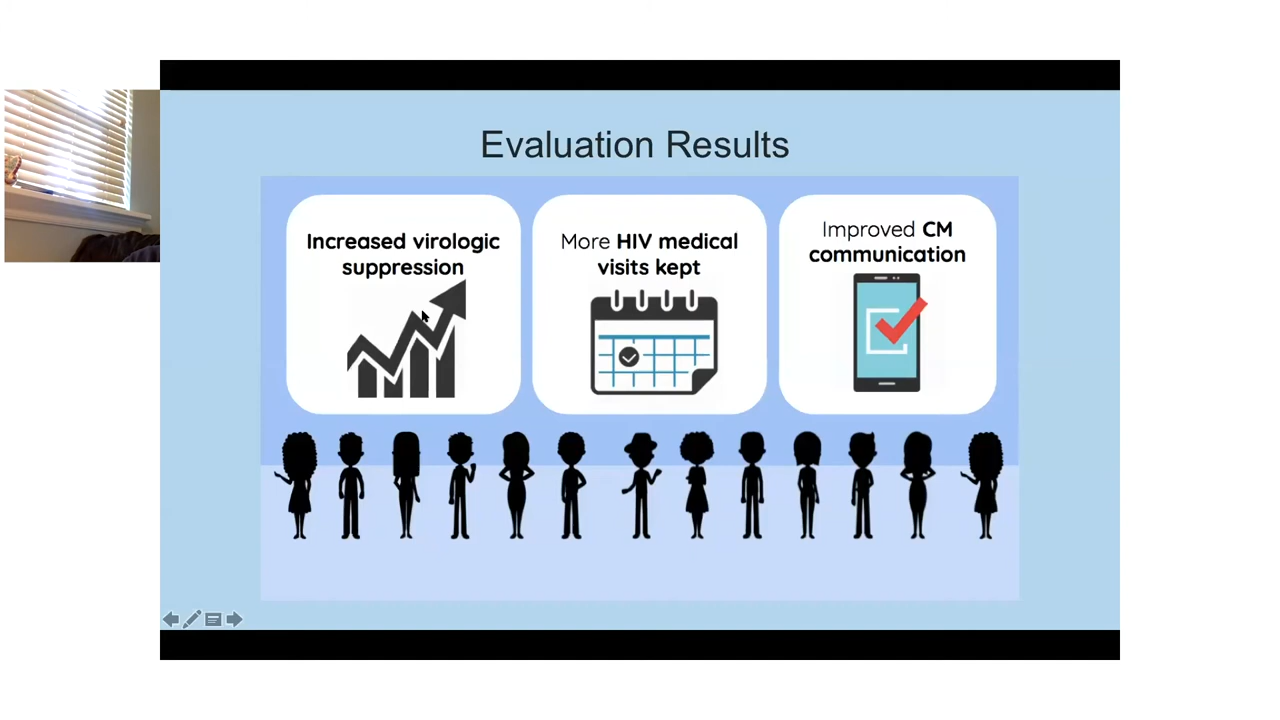 Evaluation Results
Increased virologic
suppression
More HIV medical
visits kept
Improved CM
communication